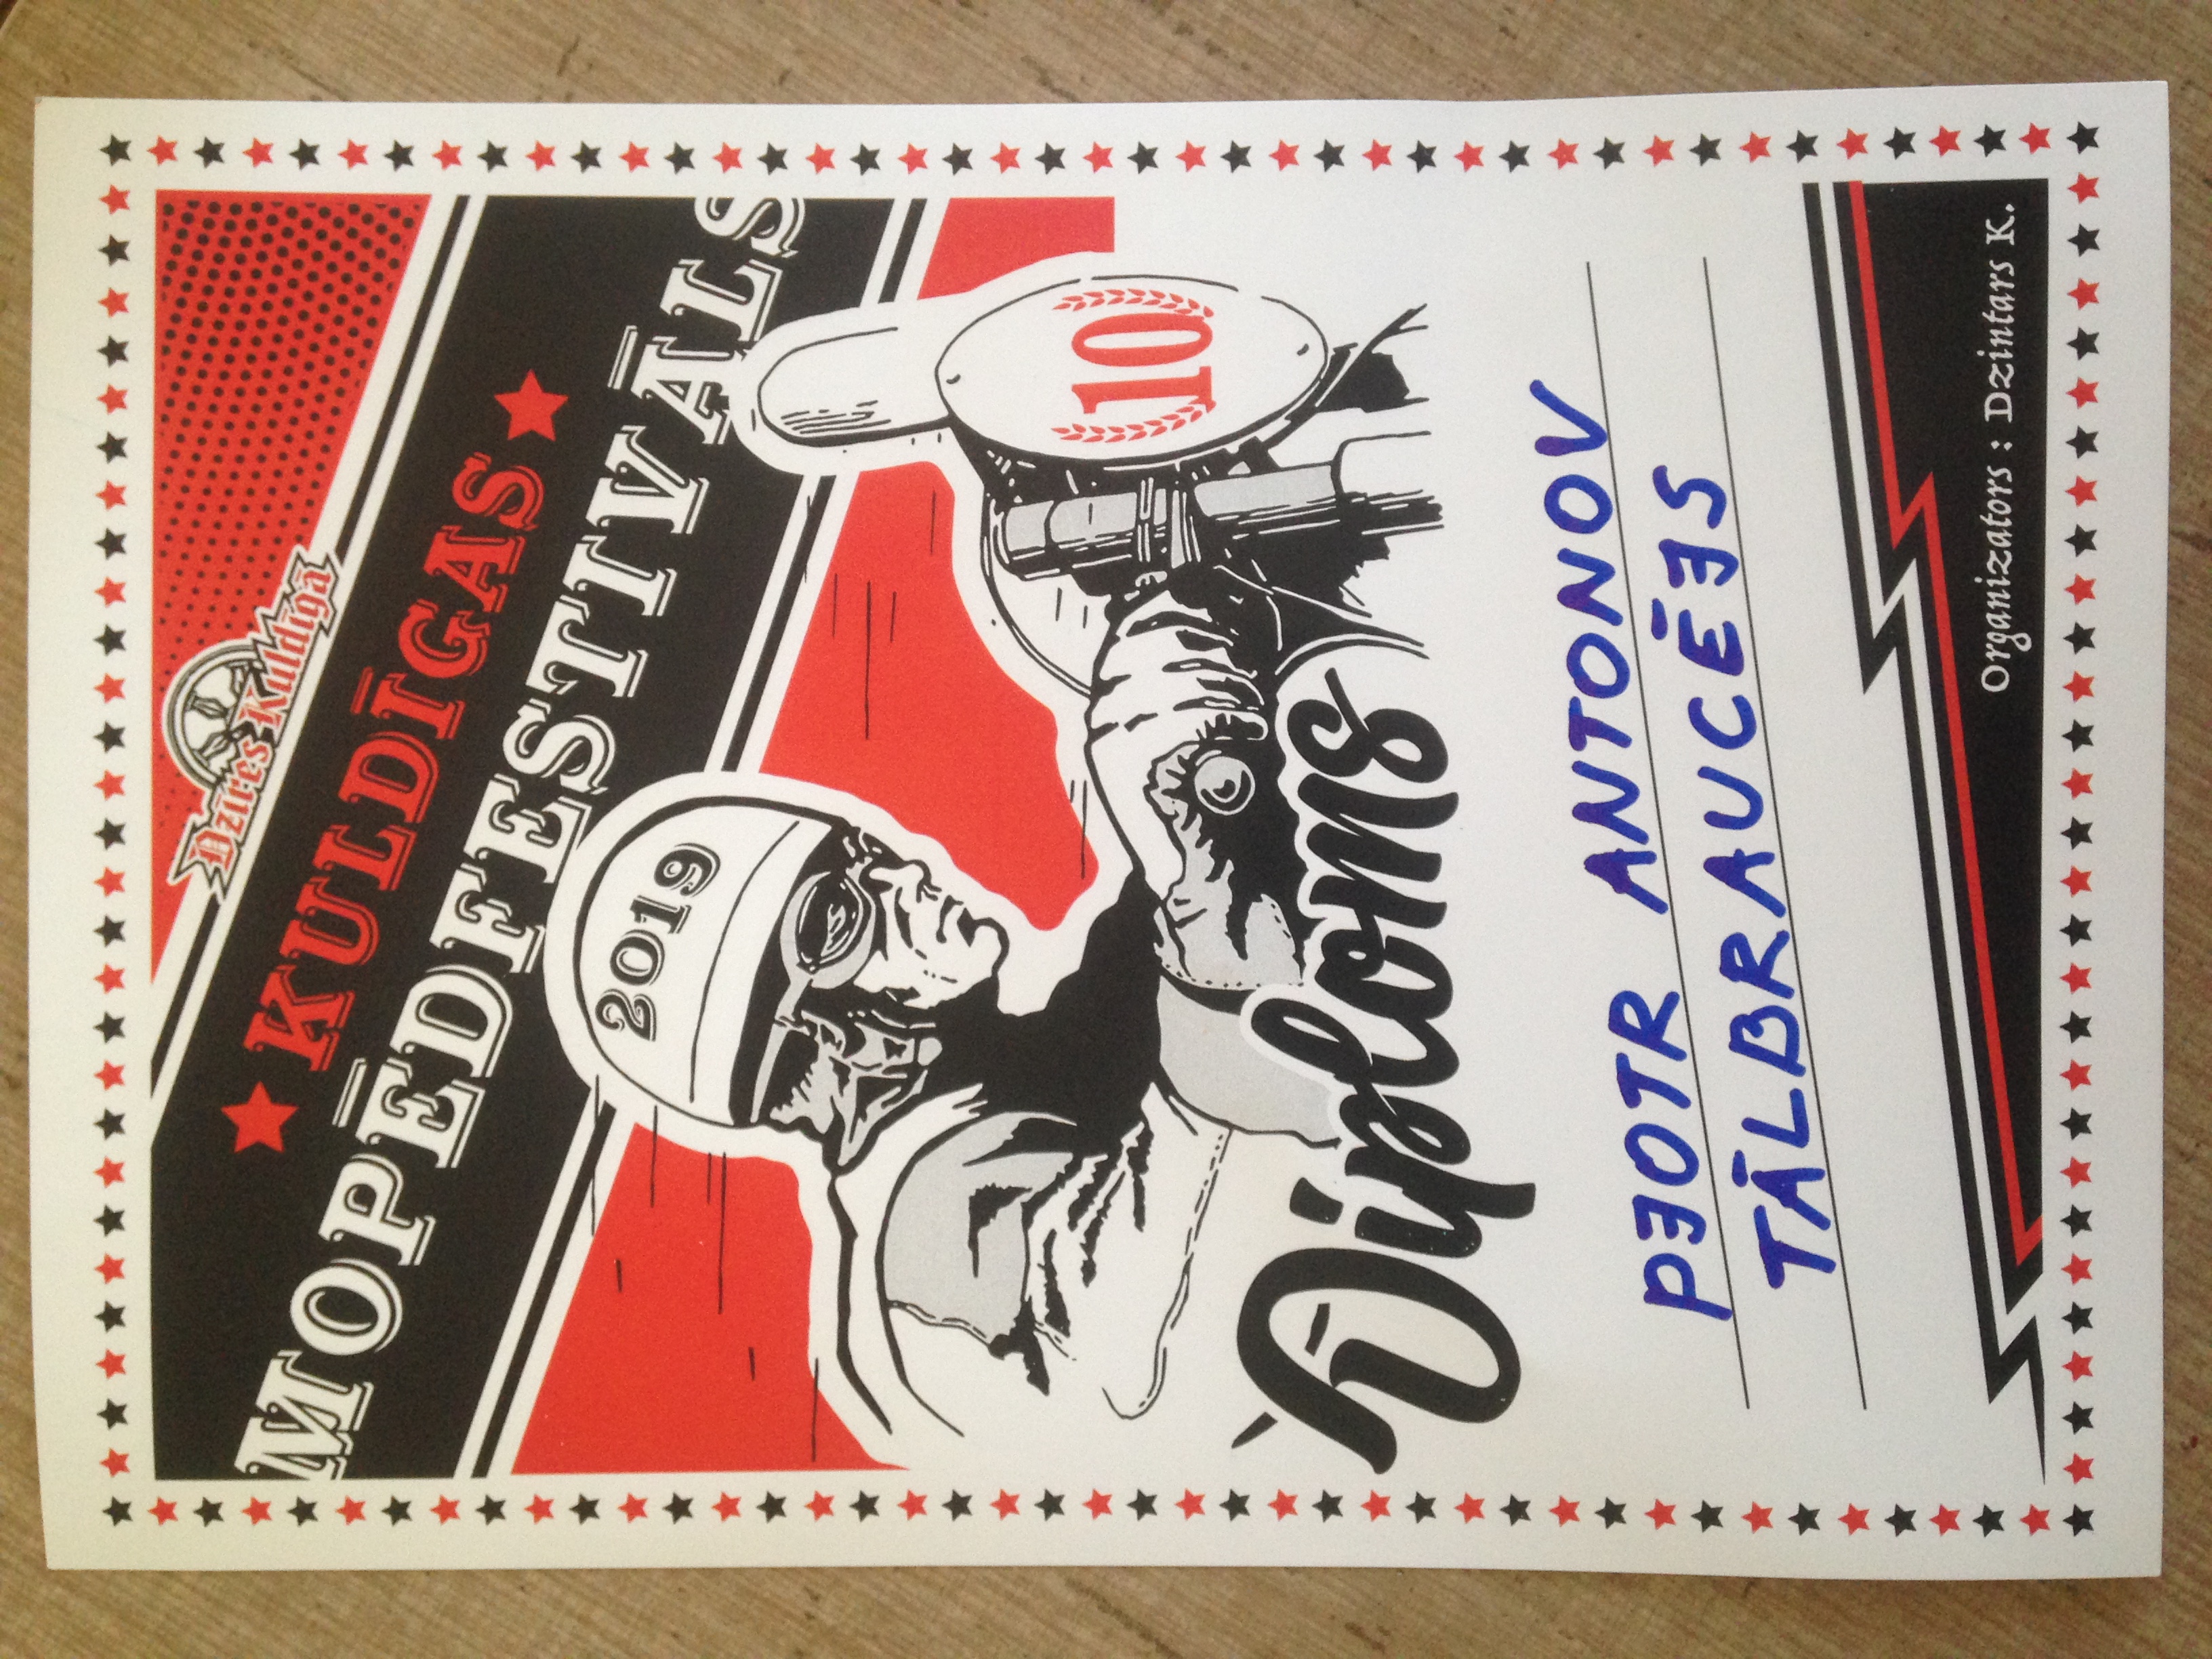 Dzīres Kuldīgā
★ KULDĪGAS ★
MOPĒDFESTIVĀLS
2019
10
Diploms
PJOTR ANTONOV
TĀLBRAUCĒJS
Organizators : Dzintars K.